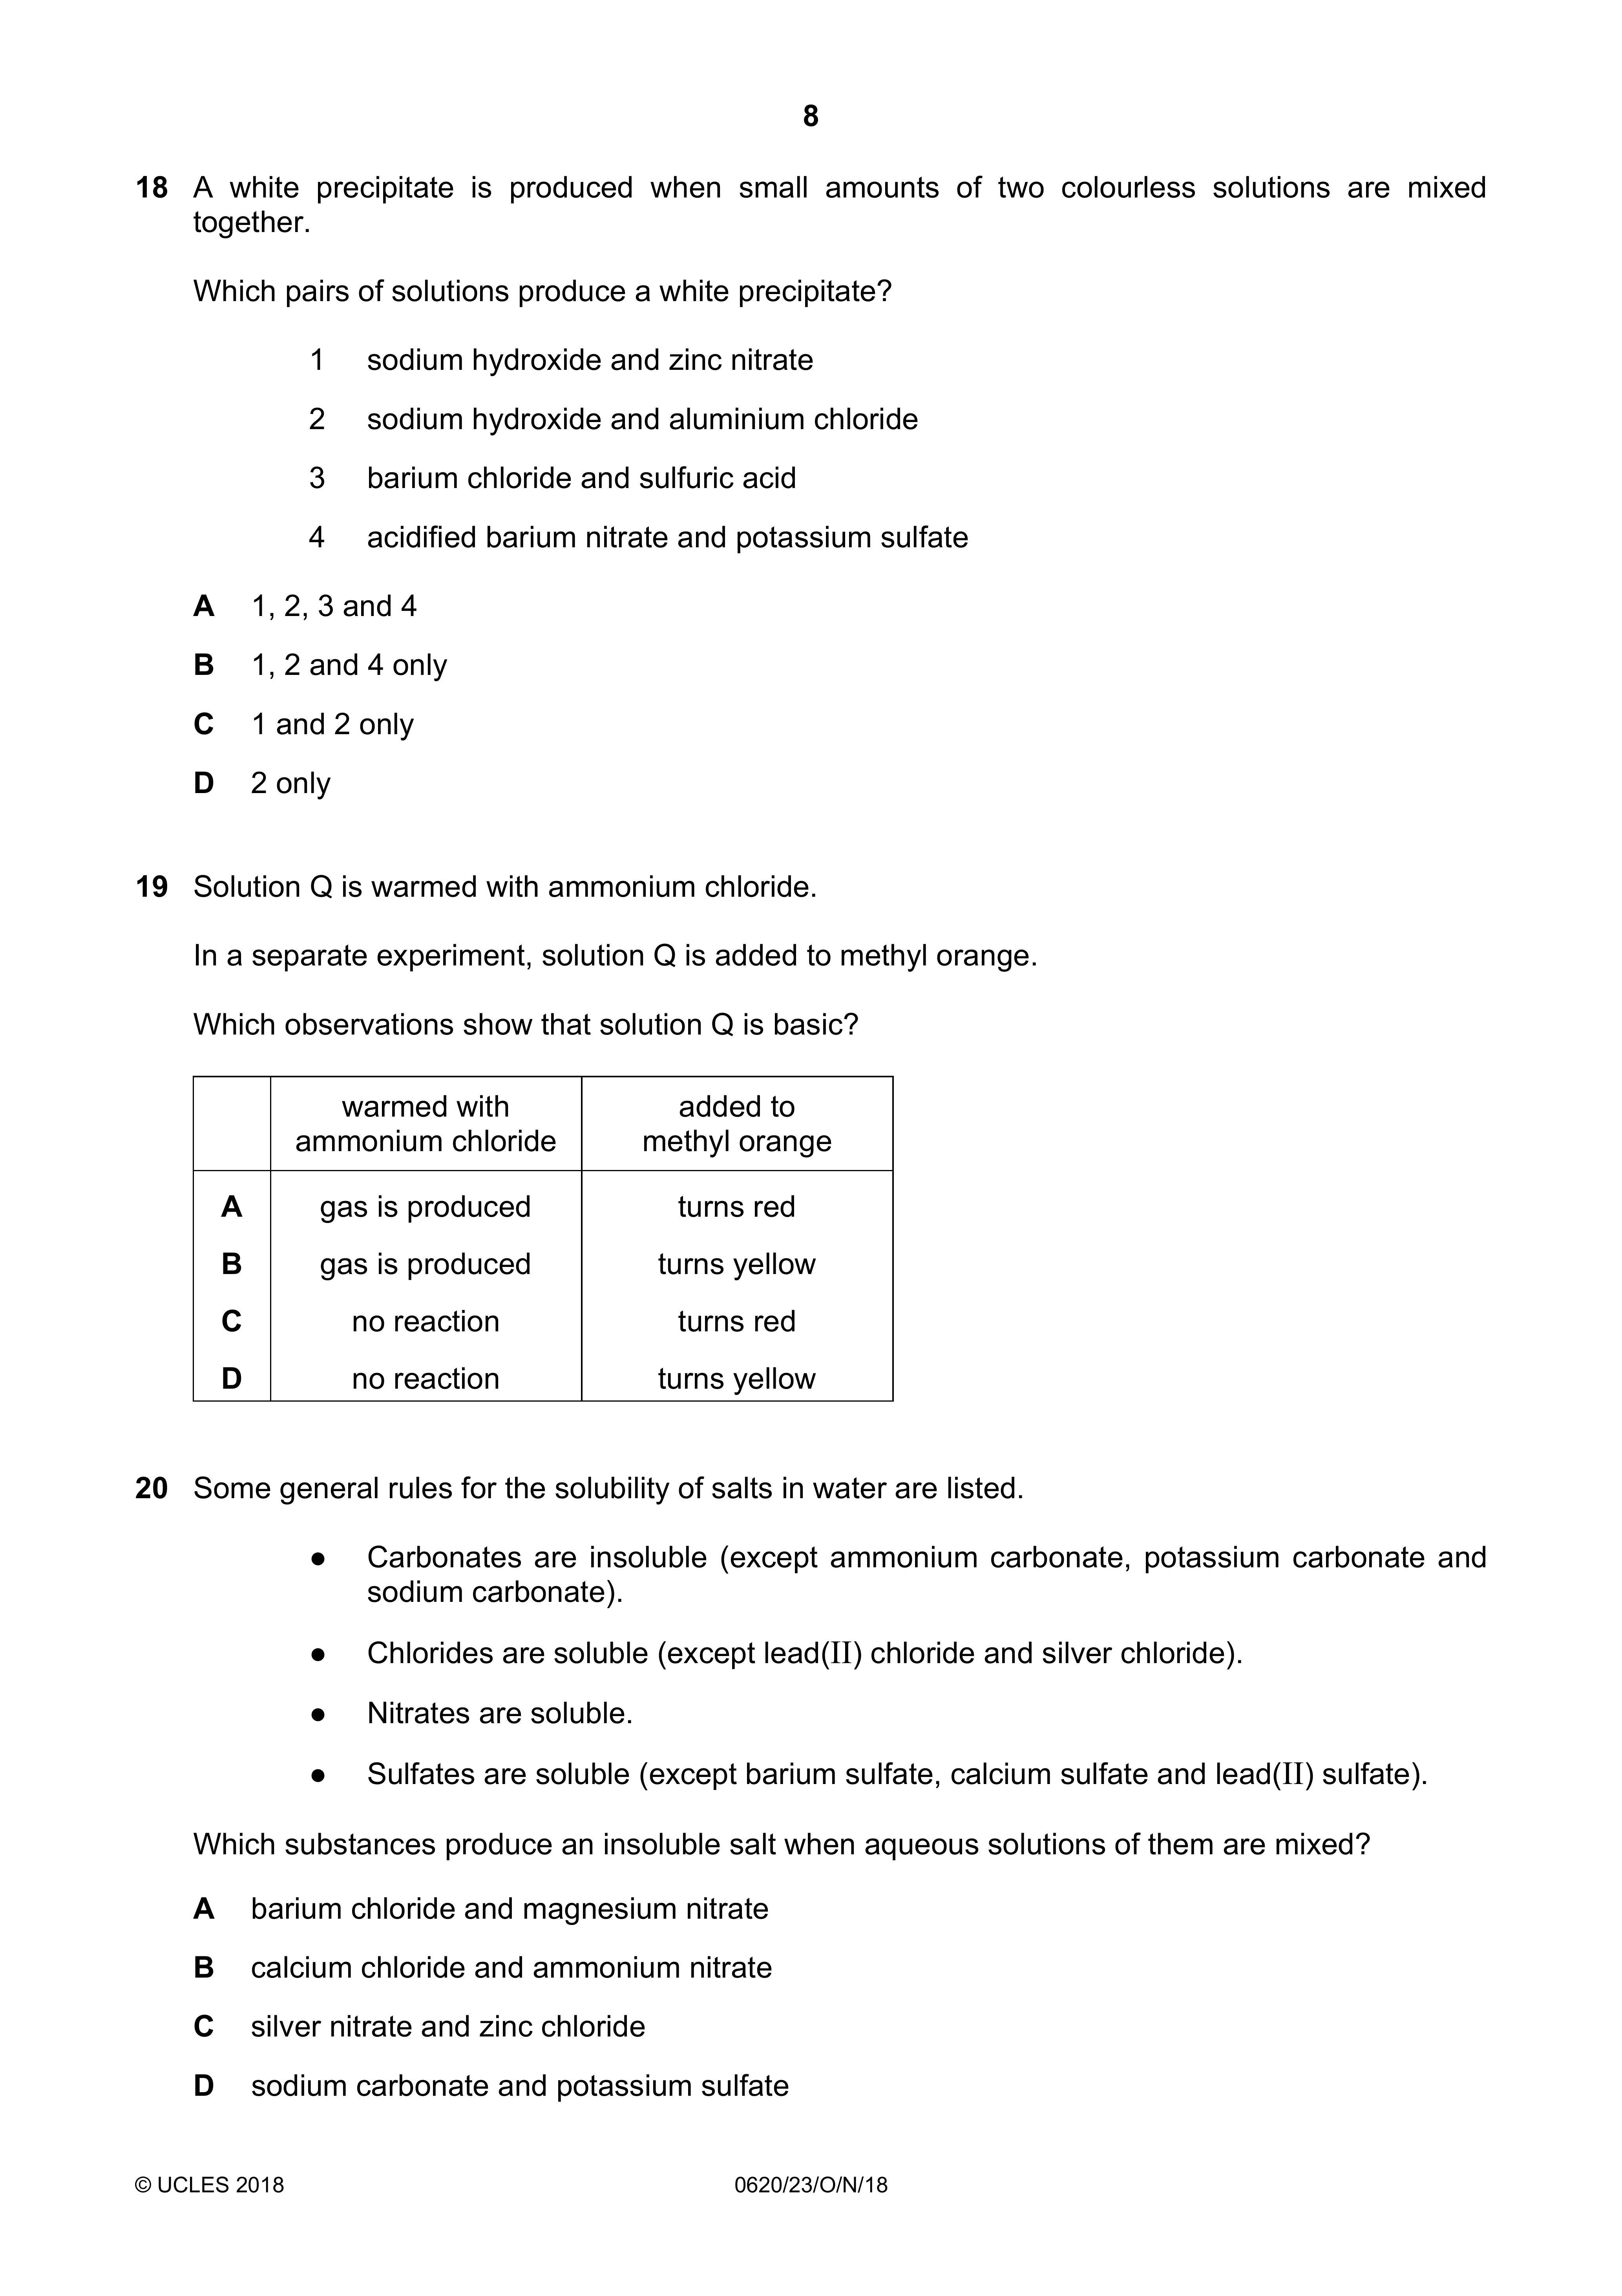 8
18 A white precipitate is produced when small amounts of two colourless solutions are mixed
together.
Which pairs of solutions produce a white precipitate?
1 sodium hydroxide and zinc nitrate
2 sodium hydroxide and aluminium chloride
3 barium chloride and sulfuric acid
4 acidified barium nitrate and potassium sulfate
A 1, 2, 3 and 4
B 1, 2 and 4 only
C 1 and 2 only
D 2 only
19 Solution Q is warmed with ammonium chloride.
In a separate experiment, solution Q is added to methyl orange.
Which observations show that solution Q is basic?
warmed with
ammonium chloride
added to
methyl orange
A gas is produced turns red
B gas is produced turns yellow
C no reaction turns red
D no reaction turns yellow
20 Some general rules for the solubility of salts in water are listed.
● Carbonates are insoluble (except ammonium carbonate, potassium carbonate and
sodium carbonate).
● Chlorides are soluble (except lead(II) chloride and silver chloride).
● Nitrates are soluble.
● Sulfates are soluble (except barium sulfate, calcium sulfate and lead(II) sulfate).
Which substances produce an insoluble salt when aqueous solutions of them are mixed?
A barium chloride and magnesium nitrate
B calcium chloride and ammonium nitrate
C silver nitrate and zinc chloride
D sodium carbonate and potassium sulfate
© UCLES 2018 0620/23/O/N/18